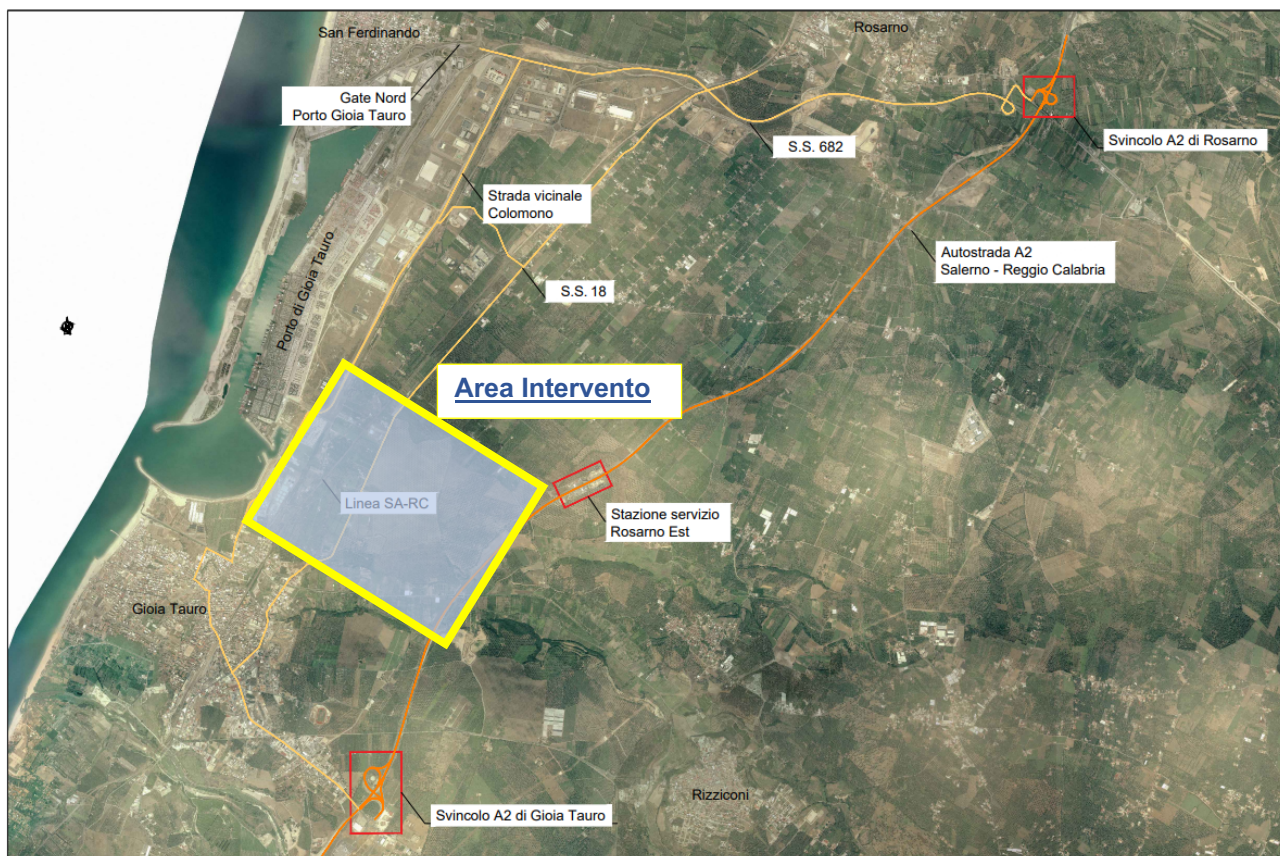 San Ferdinando
Rosarno
Gate Nord
Porto Gioia Tauro
Svincolo A2 di Rosarno
S.S. 682
Strada vicinale
Colomono
Autostrada A2
Salerno - Reggio Calabria
Porto di Gioia Tauro
S.S. 18
Area Intervento
Linea SA-RC
Stazione servizio
Rosarno Est
Gioia Tauro
Rizziconi
Svincolo A2 di Gioia Tauro